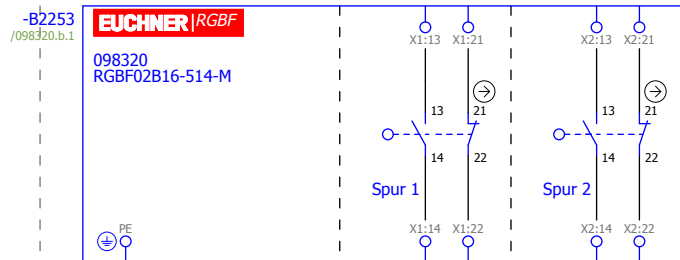 -B2253
/098320.b.1
EUCHNER RGBF
098320
RGBF02B16-514-M
PE
X1:13 X1:21
13 21
14 22
Spur 1
X1:14 X1:22
X2:13 X2:21
13 21
14 22
Spur 2
X2:14 X2:22